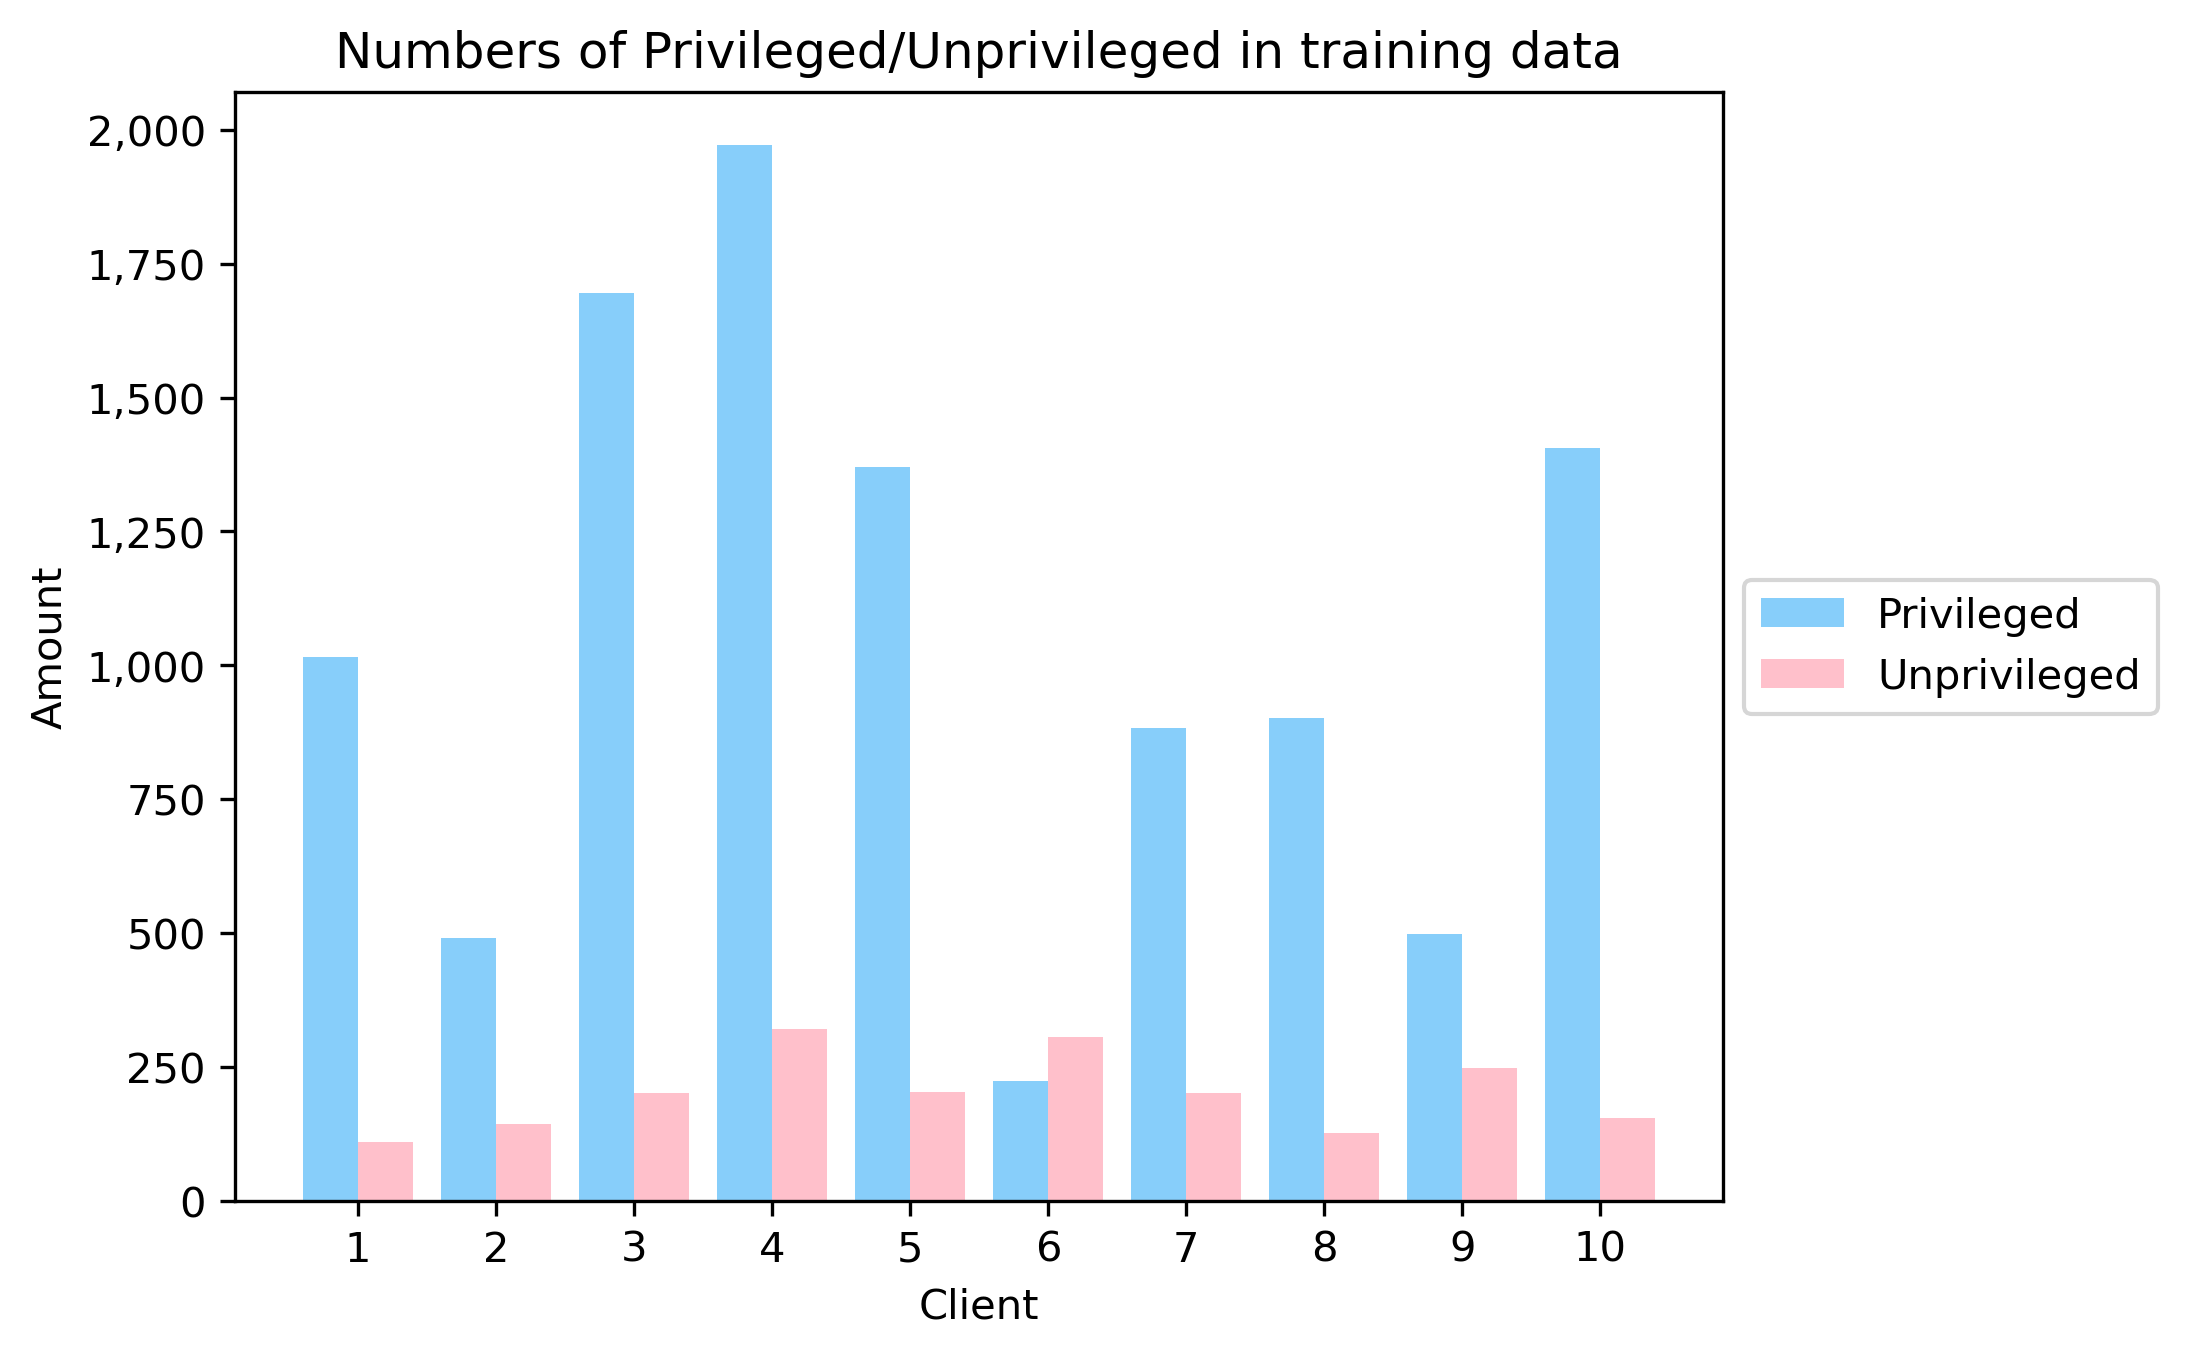 Numbers of Privileged/Unprivileged in training data
2,000
1,750
1,500
1,250
1,000
750
500
250
0
Amount
1 2 3 4 5 6 7 8 9 10
Client
Privileged
Unprivileged